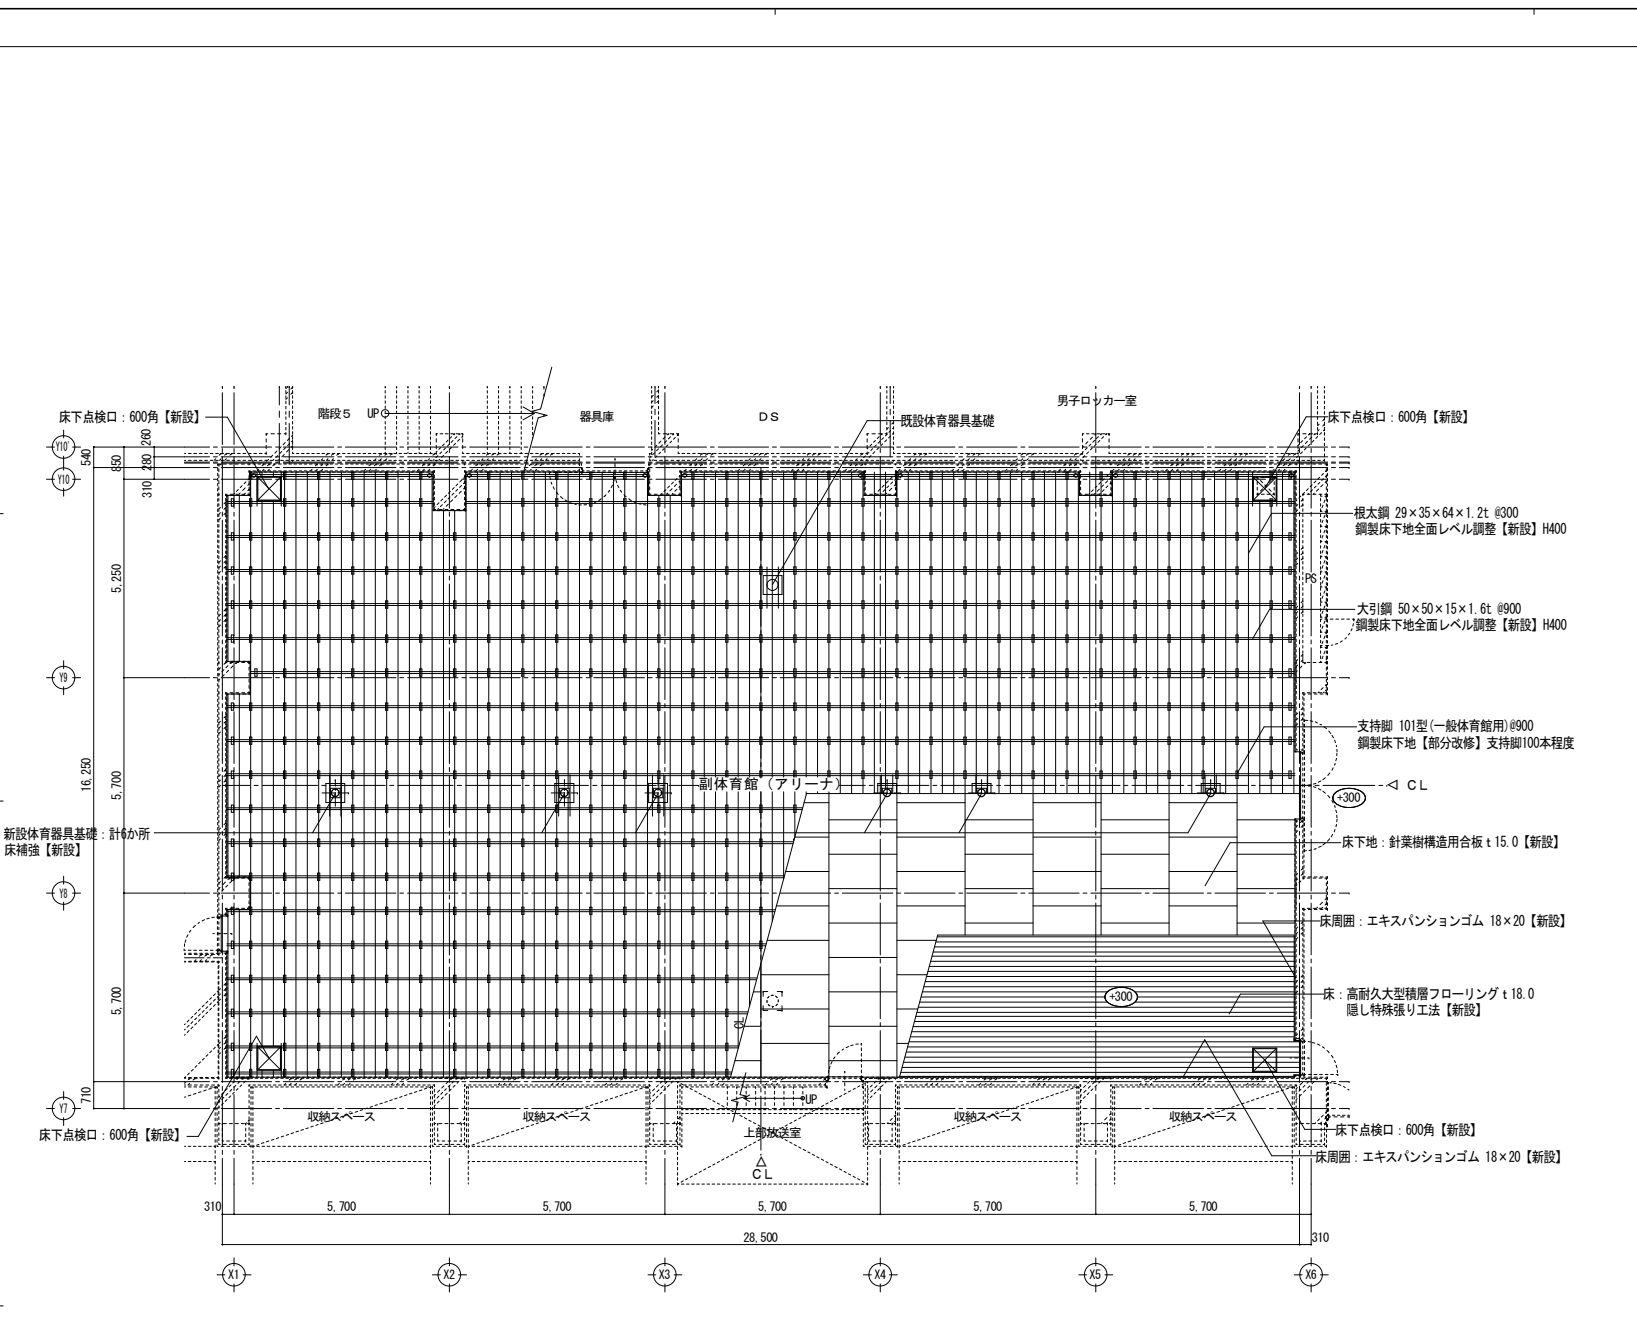 男子ロッカー室
床下点検口：600角【新設】
階段５ UP
器具庫
ＤＳ
既設体育器具基礎
床下点検口：600角【新設】
Y10'
Y10
540
850
260
280
310
根太鋼 29×35×64×1.2t @300
鋼製床下地全面レベル調整【新設】H400
5,250
PS
大引鋼 50×50×15×1.6t @900
鋼製床下地全面レベル調整【新設】H400
Y9
支持脚 101型(一般体育館用)@900
鋼製床下地【部分改修】支持脚100本程度
16,250
5,700
副体育館（アリーナ）
ＣＬ
+300
新設体育器具基礎：計6か所
床補強【新設】
床下地：針葉樹構造用合板ｔ15.0【新設】
Y8
床周囲：エキスパンションゴム 18×20【新設】
5,700
+300
床：高耐久大型積層フローリングｔ18.0
隠し特殊張り工法【新設】
CL
710
Y7
収納スペース
収納スペース
UP
収納スペース
収納スペース
床下点検口：600角【新設】
上部放送室
床下点検口：600角【新設】
床周囲：エキスパンションゴム 18×20【新設】
ＣＬ
310
5,700
5,700
5,700
5,700
5,700
28,500
310
X1
X2
X3
X4
X5
X6